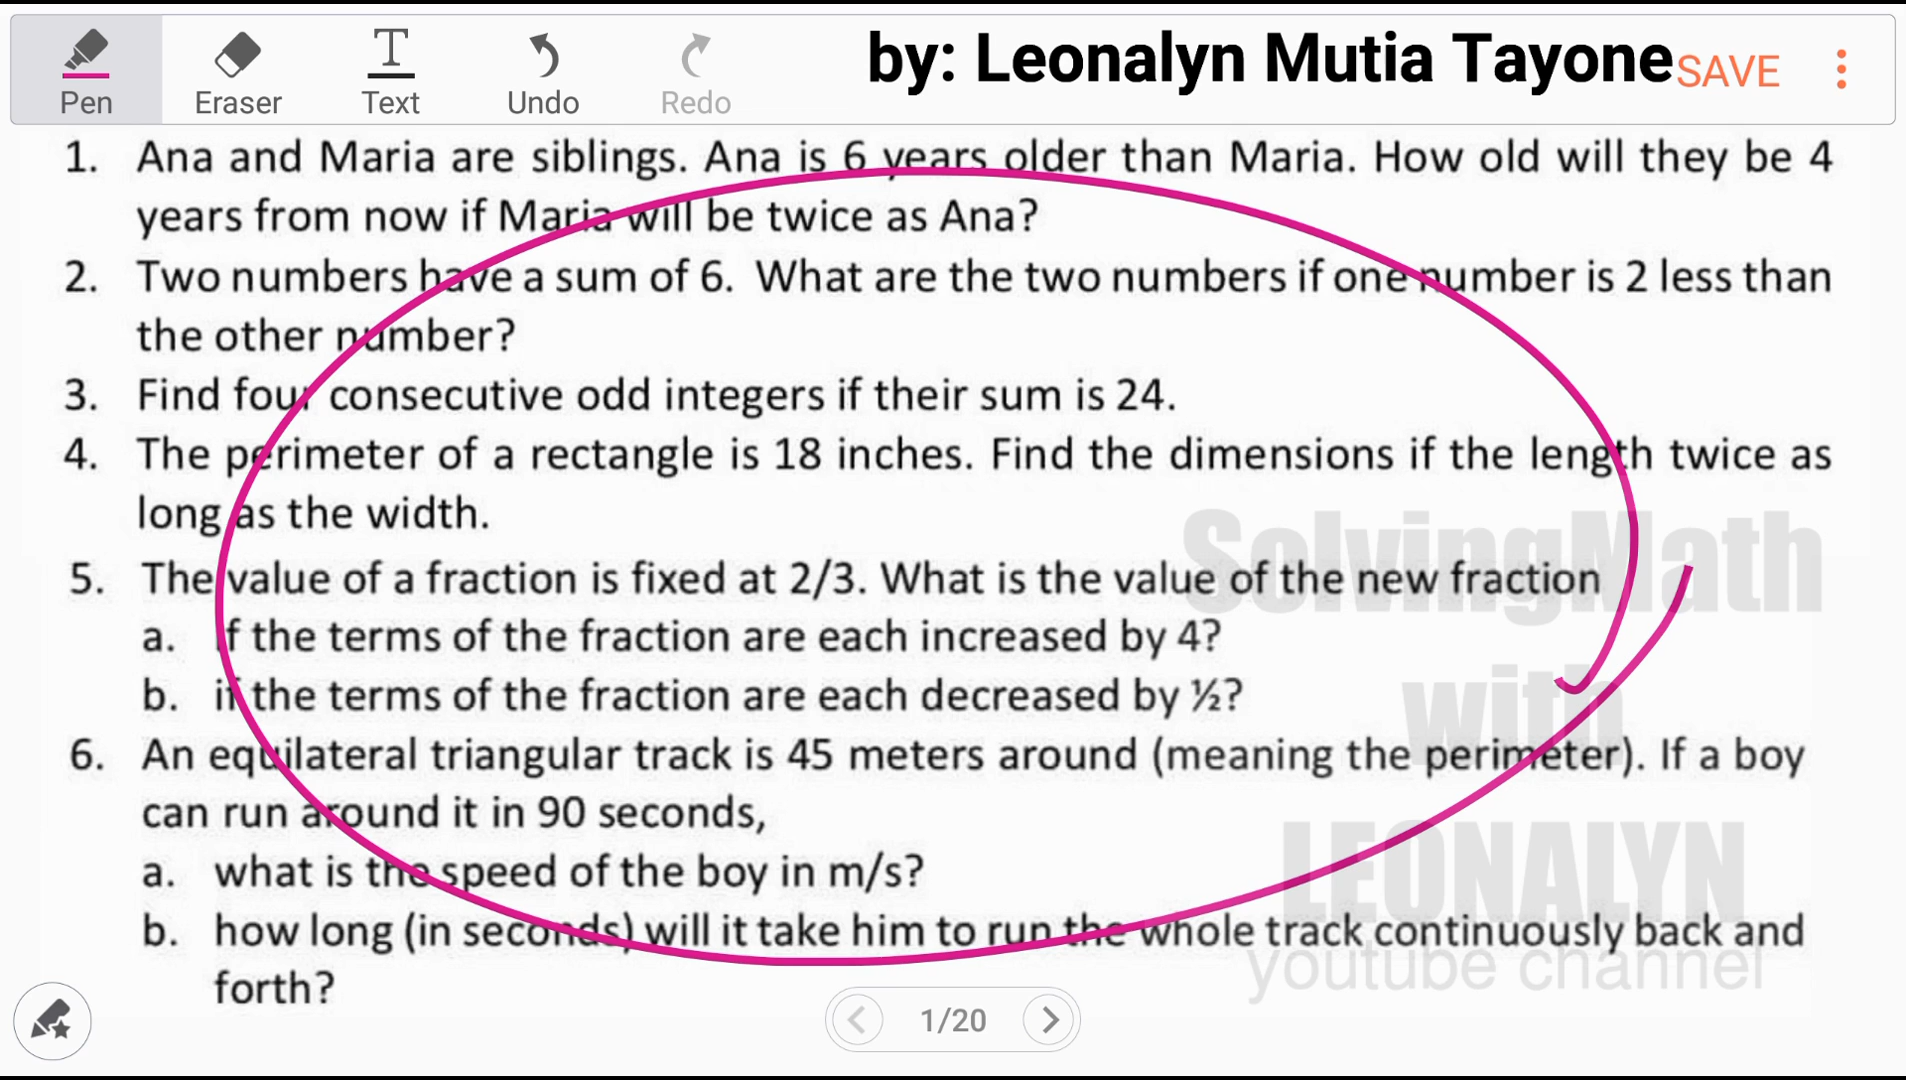 by: Leonalyn Mutia Tayone
SAVE
Pen
Eraser
Text
Undo
Redo
1. Ana and Maria are siblings. Ana is 6 years older than Maria. How old will they be 4
years from now if Maria will be twice as Ana?
2. Two numbers have a sum of 6. What are the two numbers if one number is 2 less than
the other number?
3. Find four consecutive odd integers if their sum is 24.
4. The perimeter of a rectangle is 18 inches. Find the dimensions if the length twice as
long as the width.
5. The value of a fraction is fixed at 2/3. What is the value of the new fraction
a. if the terms of the fraction are each increased by 4?
b. if the terms of the fraction are each decreased by ½?
6. An equilateral triangular track is 45 meters around (meaning the perimeter). If a boy
can run around it in 90 seconds,
a. what is the speed of the boy in m/s?
b. how long (in seconds) will it take him to run the whole track continuously back and
forth?
SolvingMath
with
LEONALYN
youtube channel
1/20